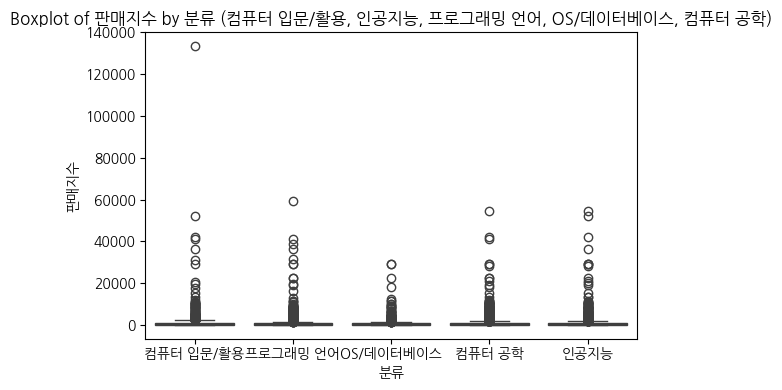 Boxplot of 판매지수 by 분류 (컴퓨터 입문/활용, 인공지능, 프로그래밍 언어, OS/데이터베이스, 컴퓨터 공학)
140000
120000
100000
80000
60000
40000
20000
0
판매지수
컴퓨터 입문/활용 프로그래밍 언어 OS/데이터베이스 컴퓨터 공학 인공지능
분류